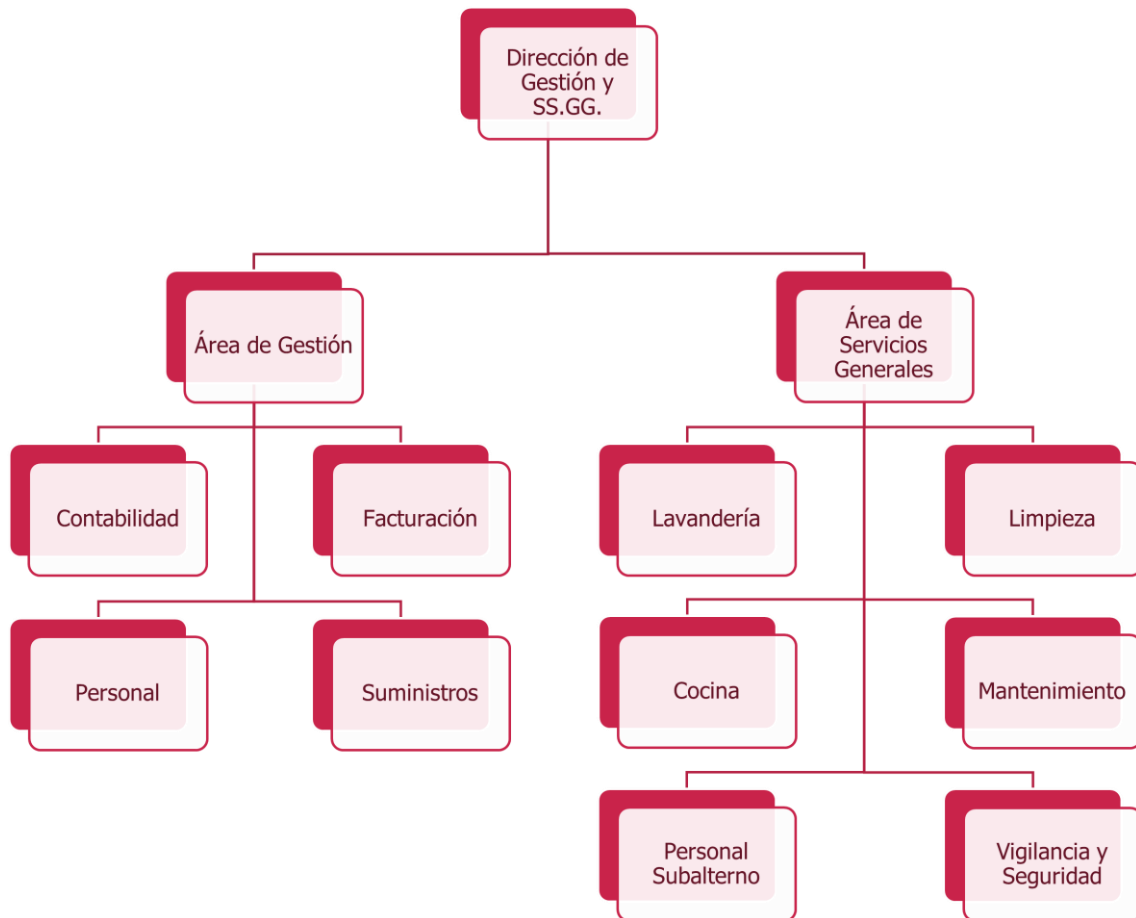 Dirección de
Gestión y
SS.GG.
Área de Gestión
Área de
Servicios
Generales
Contabilidad
Facturación
Lavandería
Limpieza
Personal
Suministros
Cocina
Mantenimiento
Personal
Subalterno
Vigilancia y
Seguridad